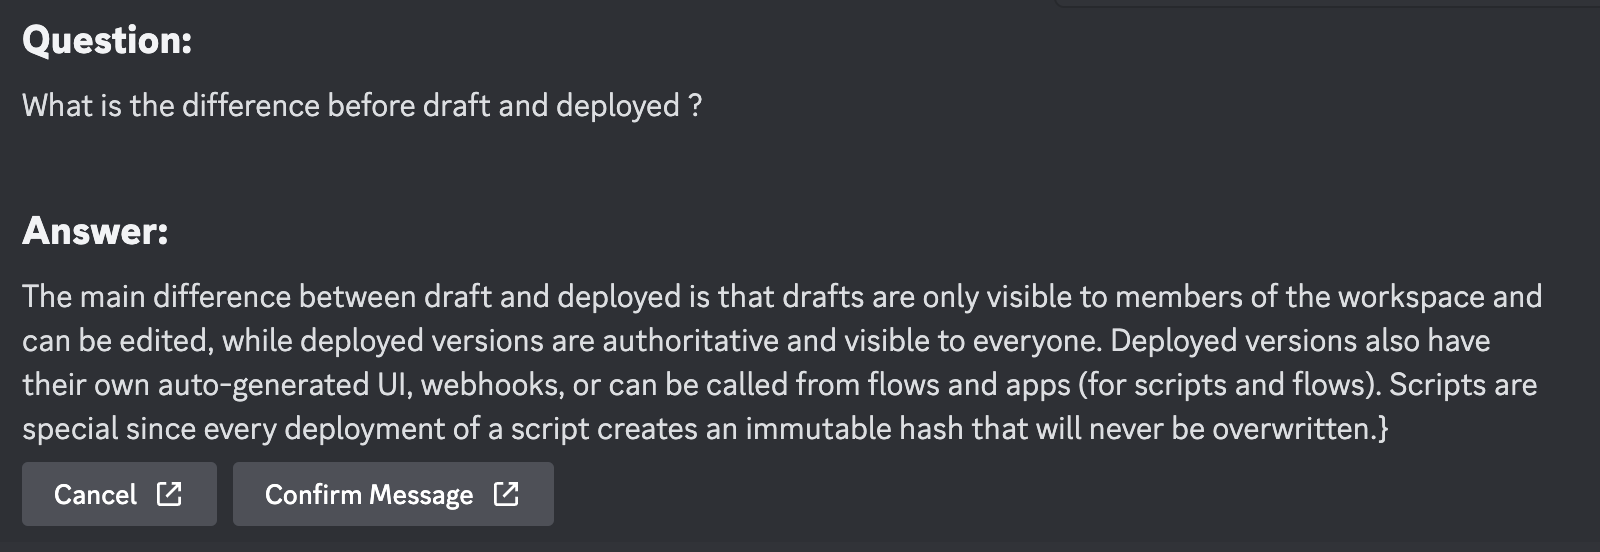 Question:
What is the difference before draft and deployed ?
Answer:
The main difference between draft and deployed is that drafts are only visible to members of the workspace and
can be edited, while deployed versions are authoritative and visible to everyone. Deployed versions also have
their own auto-generated UI, webhooks, or can be called from flows and apps (for scripts and flows). Scripts are
special since every deployment of a script creates an immutable hash that will never be overwritten.}
Cancel Confirm Message